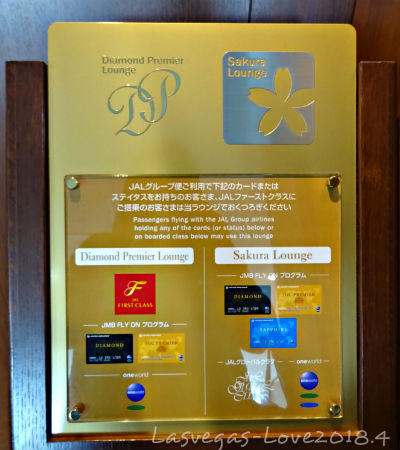 Diamond Premier
Lounge
DP
Sakura
Lounge
JALグループ便ご利用で下記のカードまたは
ステイタスをお持ちのお客さま、JALファーストクラスに
ご搭乗のお客さまは当ラウンジでおくつろぎください
Passengers flying with the JAL Group airlines
holding any of the cards (or status) below or
on boarded class below may use this lounge
Diamond Premier Lounge
F
JAL
FIRST CLASS
JMB FLY ON プログラム
DIAMOND
JGC PREMIER
oneworld
Sakura Lounge
JMB FLY ON プログラム
DIAMOND
JGC PREMIER
SAPPHIRE
JALグローバルクラブ
oneworld
oneworld
Lasvegas-Love2018.4